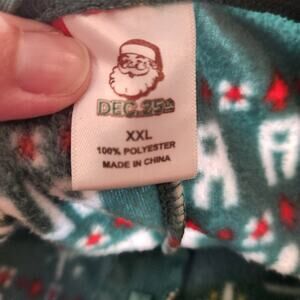 DEC. 25th
XXL
100% POLYESTER
MADE IN CHINA